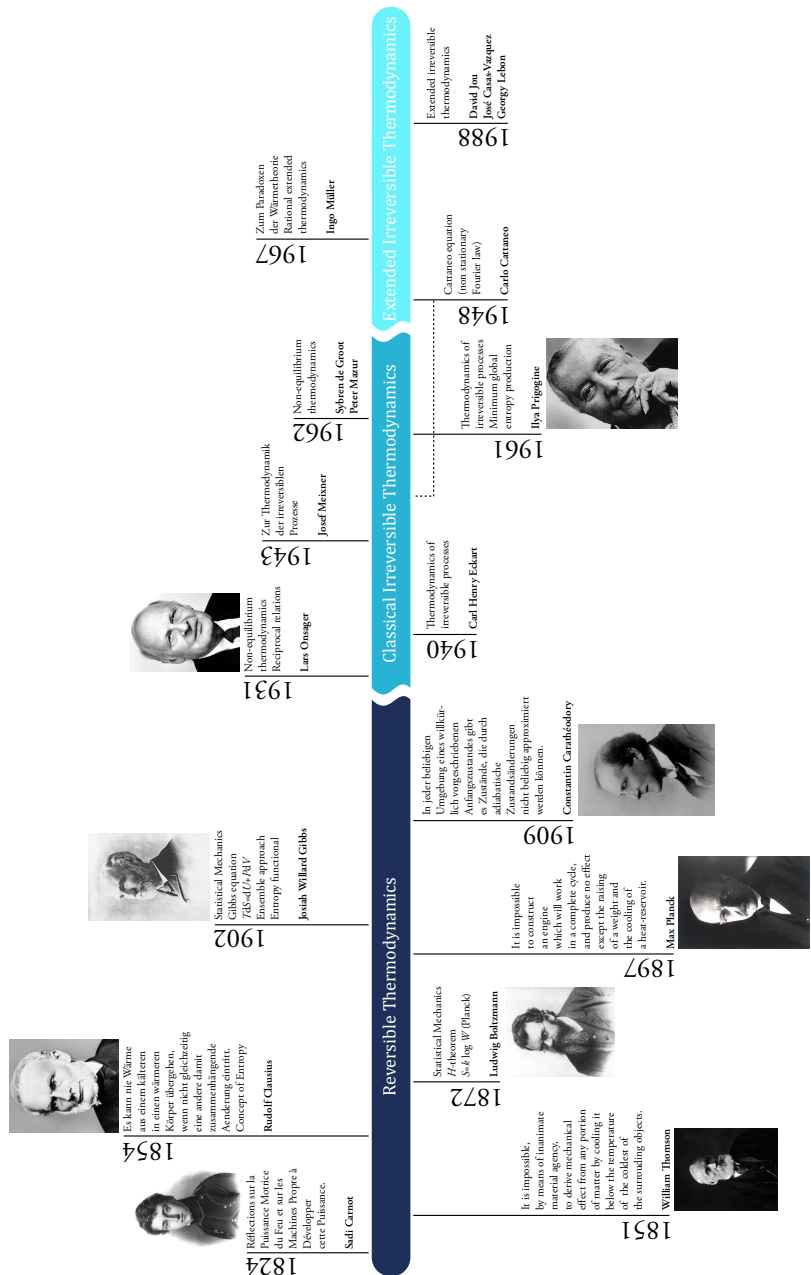 Reversible Thermodynamics
Classical Irreversible Thermodynamics
Extended Irreversible Thermodynamics
1824
Réflections sur la
Puissance Motrice
du Feu et sur les
Machines Propre à
Développer
cette Puissance.
Sadi Carnot
1854
Es kann nie Wärme
aus einem kälteren
in einen wärmeren
Körper übergehen,
wenn nicht gleichzeitig
eine andere damit
zusammenhängende
Aenderung eintritt.
Concept of Entropy
Rudolf Clausius
1902
Statistical Mechanics
Gibbs equation
TdS=dU+PdV
Ensemble approach
Entropy functional
Josiah Willard Gibbs
1931
Non-equilibrium
thermodynamics
Reciprocal relations
Lars Onsager
1943
Zur Thermodynamik
der irreversiblen
Prozesse
Josef Meixner
1962
Non-equilibrium
thermodynamics
Sybren de Groot
Peter Mazur
1967
Zum Paradoxen
der Wärmetheorie
Rational extended
thermodynamics
Ingo Müller
1851
It is impossible,
by means of inanimate
material agency,
to derive mechanical
effect from any portion
of matter by cooling it
below the temperature
of the coldest of
the surrouding objects.
William Thomson
1872
Statistical Mechanics
H-theorem
S=k log W (Planck)
Ludwig Boltzmann
1897
It is impossible
to construct
an engine
which will work
in a complete cycle,
and produce no effect
except the raising
of a weight and
the cooling of
a heat-reservoir.
Max Planck
1909
In jeder beliebigen
Umgebung eines willkür-
lich vorgeschriebenen
Anfangszustandes gibt
es Zustände, die durch
adiabatische
Zustandsänderungen
nicht beliebig approximiert
werden können.
Constantin Carathéodory
1940
Thermodynamics of
irreversible processes
Carl Henry Eckart
1961
Thermodynamics of
irreversible processes
Minimum global
entropy production
Ilya Prigogine
1948
Cattaneo equation
(non stationary
Fourier law)
Carlo Cattaneo
1988
Extended irreversible
thermodynamics
David Jou
José Casas-Vazquez
Georgy Lebon